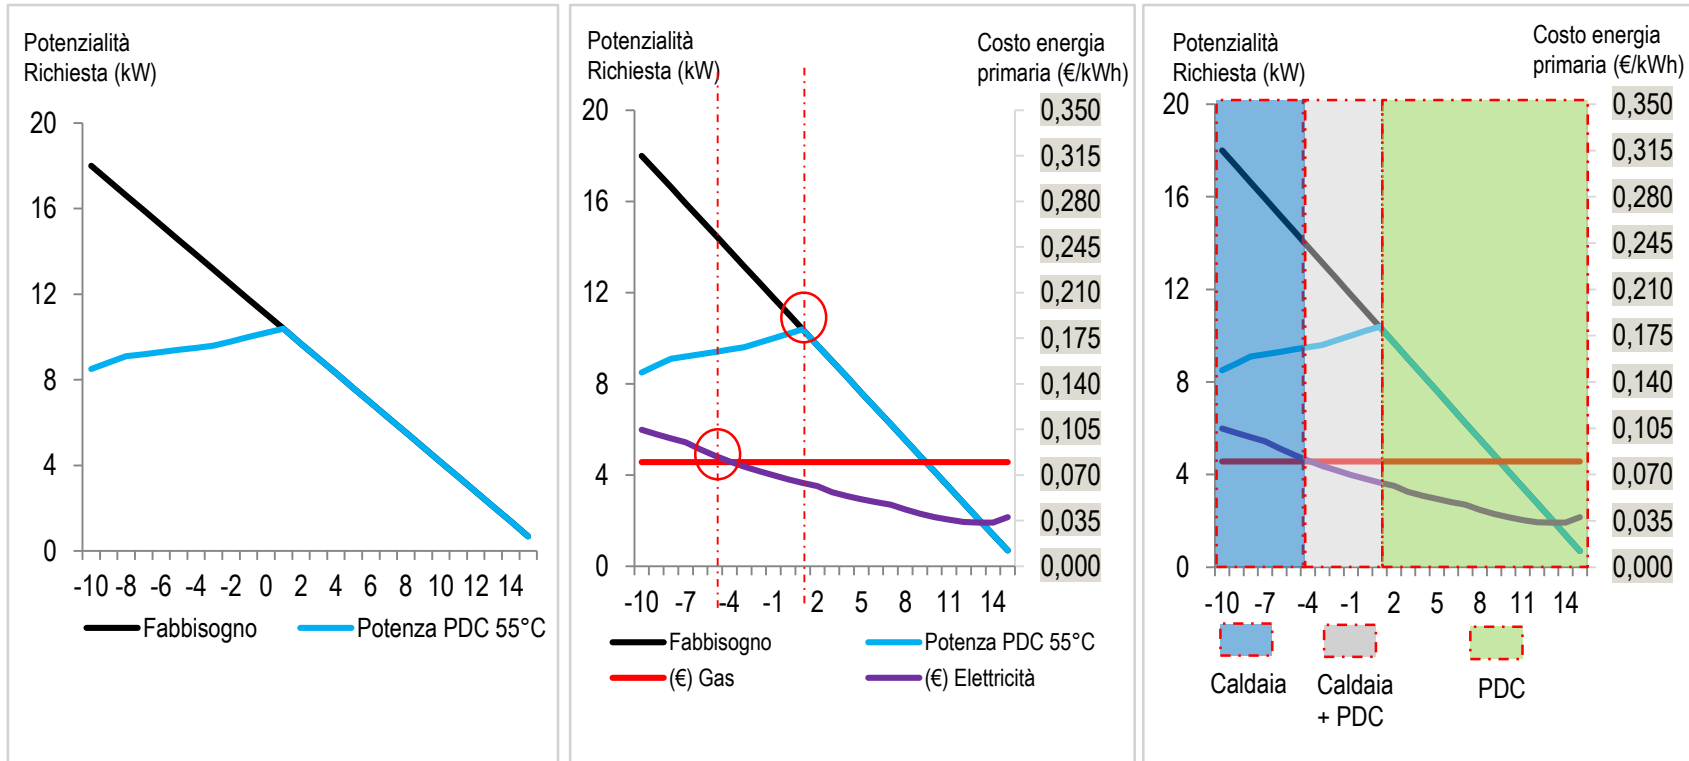 Potenzialità
Richiesta (kW)
20
16
12
8
4
0
-10 -8 -6 -4 -2 0 2 4 6 8 10 12 14
Fabbisogno Potenza PDC 55°C
Potenzialità
Richiesta (kW)
Costo energia
primaria (€/kWh)
20 0,350
0,315
16 0,280
0,245
12 0,210
0,175
8 0,140
0,105
4 0,070
0,035
0 0,000
-10 -7 -4 -1 2 5 8 11 14
Fabbisogno Potenza PDC 55°C
(€) Gas (€) Elettricità
Potenzialità
Richiesta (kW)
Costo energia
primaria (€/kWh)
20 0,350
0,315
16 0,280
0,245
12 0,210
0,175
8 0,140
0,105
4 0,070
0,035
0 0,000
-10 -7 -4 -1 2 5 8 11 14
Caldaia Caldaia PDC
+ PDC